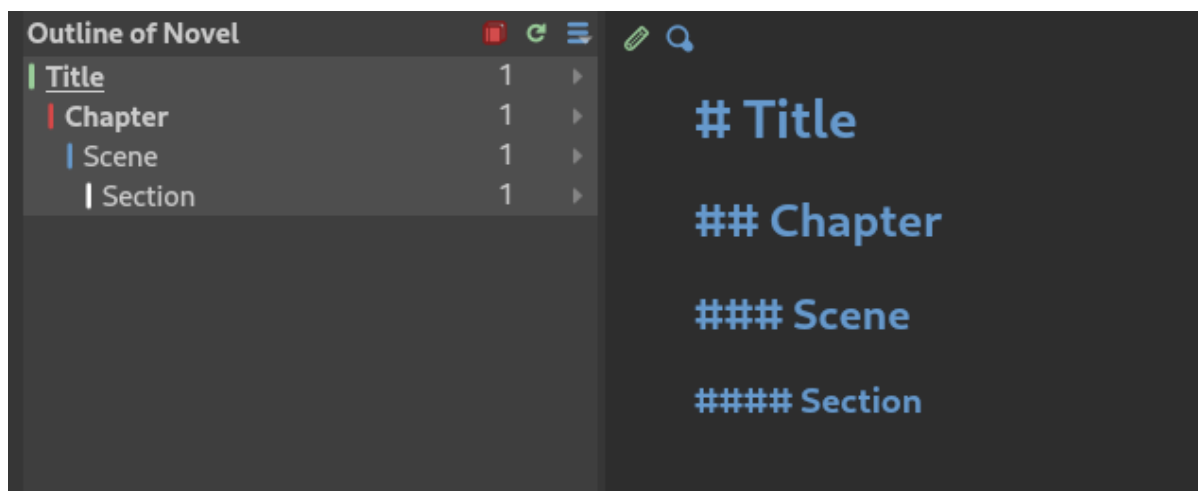 Outline of Novel
Title 1
Chapter 1
Scene 1
Section 1
# Title
## Chapter
### Scene
#### Section